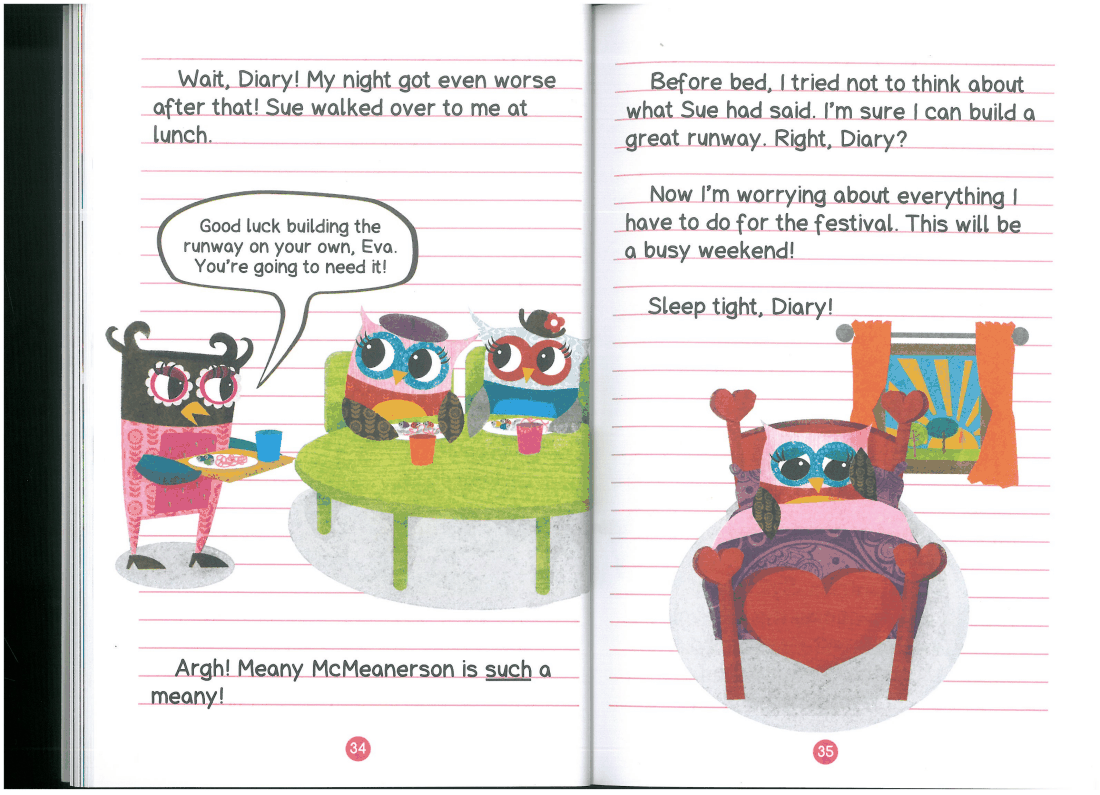 Wait, Diary! My night got even worse
after that! Sue walked over to me at
lunch.
Good luck building the
runway on your own, Eva.
You're going to need it!
Argh! Meany McMeanerson is such a
meany!
34
Before bed, I tried not to think about
what Sue had said. I'm sure I can build a
great runway. Right, Diary?
Now I'm worrying about everything I
have to do for the festival. This will be
a busy weekend!
Sleep tight, Diary!
35